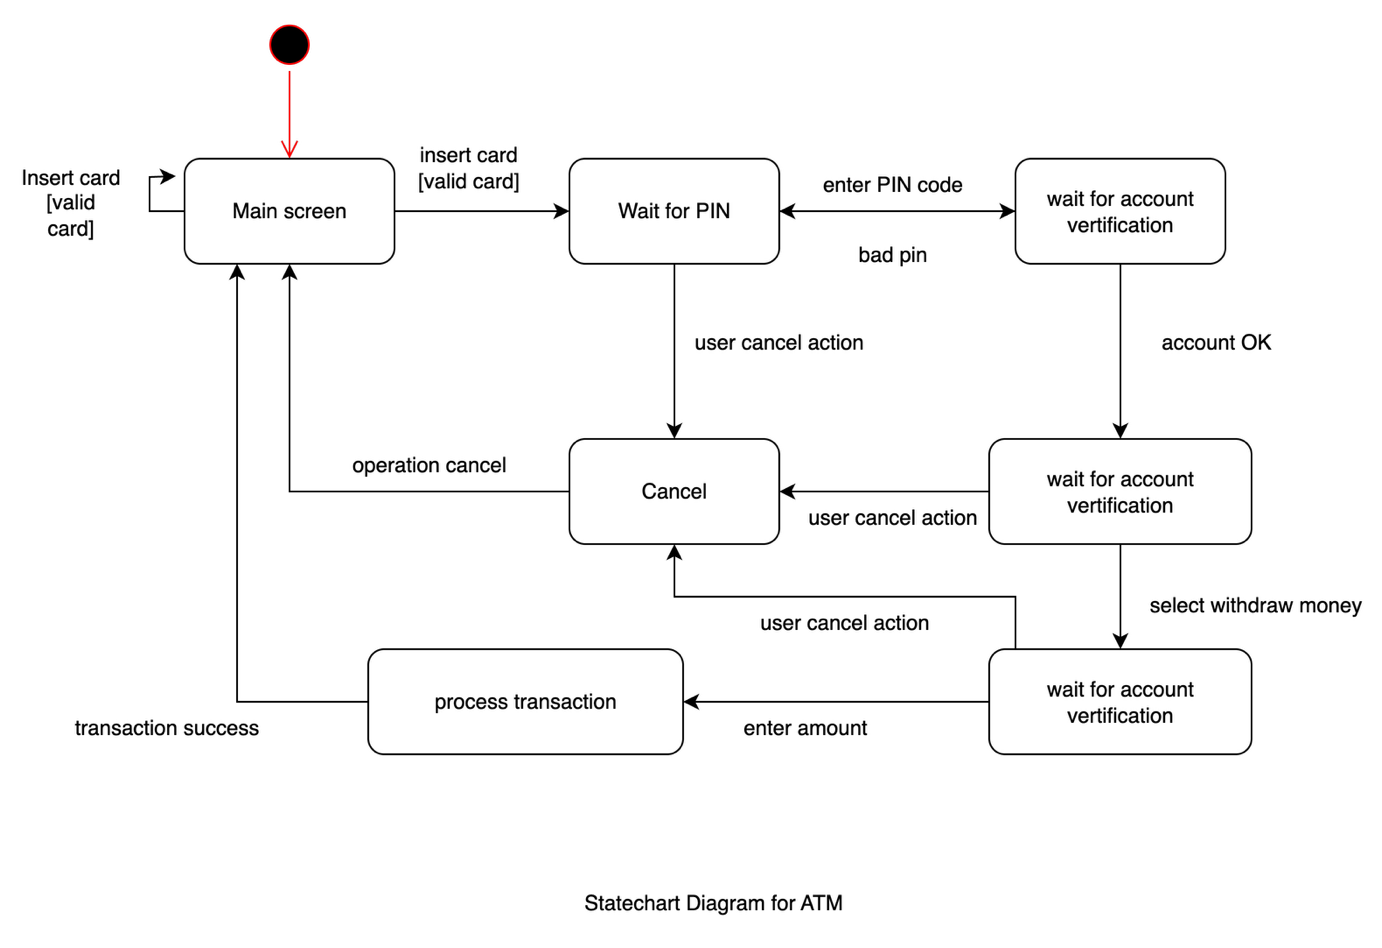 insert card
[valid card]
Insert card
[valid
card]
Main screen
Wait for PIN
enter PIN code
bad pin
wait for account
vertification
user cancel action
account OK
operation cancel
Cancel
user cancel action
wait for account
vertification
select withdraw money
user cancel action
transaction success
process transaction
enter amount
wait for account
vertification
Statechart Diagram for ATM